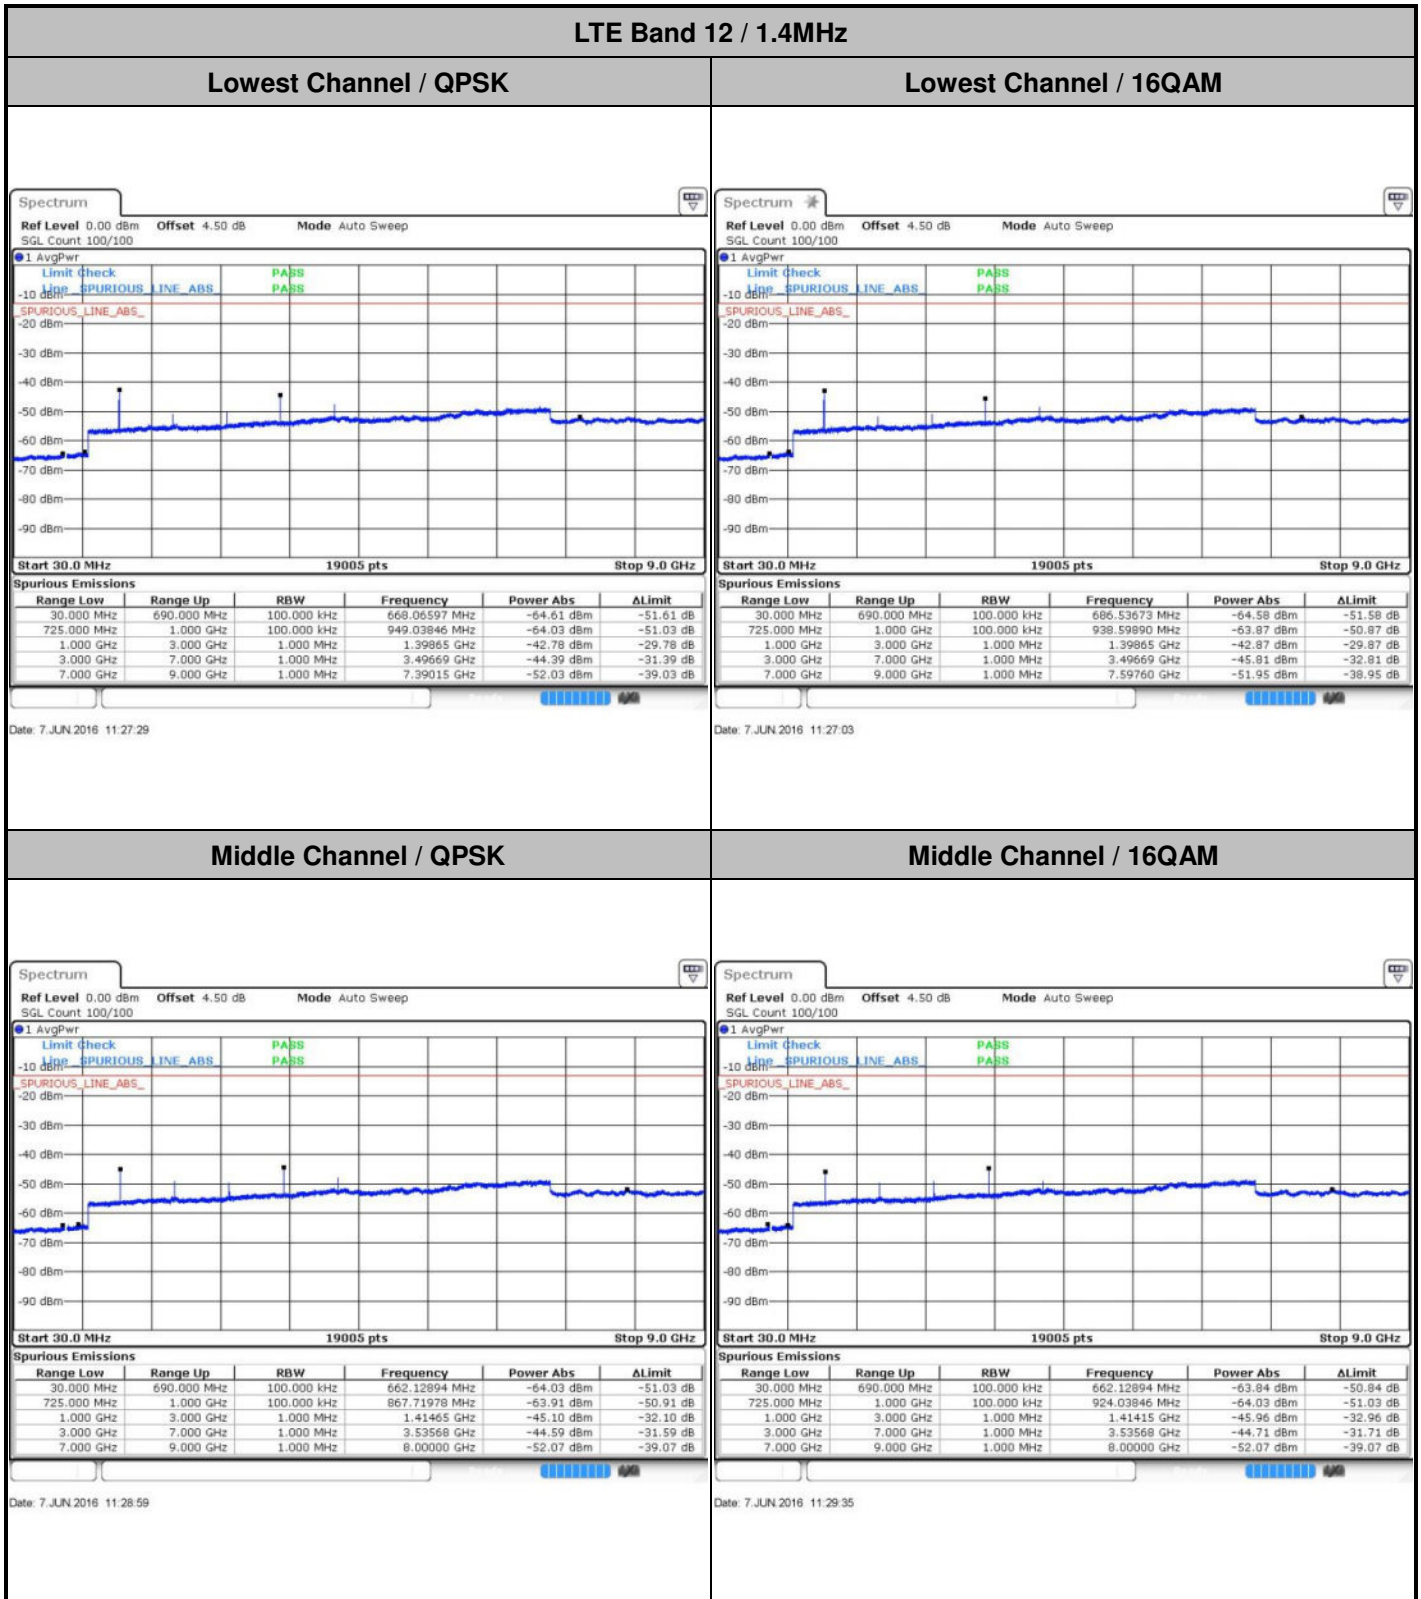 LTE Band 12 / 1.4MHz
Lowest Channel / QPSK
Lowest Channel / 16QAM
Spectrum
Ref Level 0.00 dBm Offset 4.50 dB Mode Auto Sweep
SGL Count 100/100
1 AvgPwr
Limit Check PASS
Line _SPURIOUS_LINE_ABS_ PASS
-10 dBm
_SPURIOUS_LINE_ABS_
-20 dBm
-30 dBm
-40 dBm
-50 dBm
-60 dBm
-70 dBm
-80 dBm
-90 dBm
Start 30.0 MHz 19005 pts Stop 9.0 GHz
Spurious Emissions
Range Low Range Up RBW Frequency Power Abs ΔLimit
30.000 MHz 690.000 MHz 100.000 kHz 668.06597 MHz -64.61 dBm -51.61 dB
725.000 MHz 1.000 GHz 100.000 kHz 949.03846 MHz -64.03 dBm -51.03 dB
1.000 GHz 3.000 GHz 1.000 MHz 1.39865 GHz -42.78 dBm -29.78 dB
3.000 GHz 7.000 GHz 1.000 MHz 3.49669 GHz -44.39 dBm -31.39 dB
7.000 GHz 9.000 GHz 1.000 MHz 7.39015 GHz -52.03 dBm -39.03 dB
Date: 7.JUN.2016 11:27:29
Spectrum
Ref Level 0.00 dBm Offset 4.50 dB Mode Auto Sweep
SGL Count 100/100
1 AvgPwr
Limit Check PASS
Line _SPURIOUS_LINE_ABS_ PASS
-10 dBm
_SPURIOUS_LINE_ABS_
-20 dBm
-30 dBm
-40 dBm
-50 dBm
-60 dBm
-70 dBm
-80 dBm
-90 dBm
Start 30.0 MHz 19005 pts Stop 9.0 GHz
Spurious Emissions
Range Low Range Up RBW Frequency Power Abs ΔLimit
30.000 MHz 690.000 MHz 100.000 kHz 686.53673 MHz -64.58 dBm -51.58 dB
725.000 MHz 1.000 GHz 100.000 kHz 938.59890 MHz -63.87 dBm -50.87 dB
1.000 GHz 3.000 GHz 1.000 MHz 1.39865 GHz -42.87 dBm -29.87 dB
3.000 GHz 7.000 GHz 1.000 MHz 3.49669 GHz -45.81 dBm -32.81 dB
7.000 GHz 9.000 GHz 1.000 MHz 7.59760 GHz -51.95 dBm -38.95 dB
Date: 7.JUN.2016 11:27:03
Middle Channel / QPSK
Middle Channel / 16QAM
Spectrum
Ref Level 0.00 dBm Offset 4.50 dB Mode Auto Sweep
SGL Count 100/100
1 AvgPwr
Limit Check PASS
Line _SPURIOUS_LINE_ABS_ PASS
-10 dBm
_SPURIOUS_LINE_ABS_
-20 dBm
-30 dBm
-40 dBm
-50 dBm
-60 dBm
-70 dBm
-80 dBm
-90 dBm
Start 30.0 MHz 19005 pts Stop 9.0 GHz
Spurious Emissions
Range Low Range Up RBW Frequency Power Abs ΔLimit
30.000 MHz 690.000 MHz 100.000 kHz 662.12894 MHz -64.03 dBm -51.03 dB
725.000 MHz 1.000 GHz 100.000 kHz 867.71978 MHz -63.91 dBm -50.91 dB
1.000 GHz 3.000 GHz 1.000 MHz 1.41465 GHz -45.10 dBm -32.10 dB
3.000 GHz 7.000 GHz 1.000 MHz 3.53568 GHz -44.59 dBm -31.59 dB
7.000 GHz 9.000 GHz 1.000 MHz 8.00000 GHz -52.07 dBm -39.07 dB
Date: 7.JUN.2016 11:28:59
Spectrum
Ref Level 0.00 dBm Offset 4.50 dB Mode Auto Sweep
SGL Count 100/100
1 AvgPwr
Limit Check PASS
Line _SPURIOUS_LINE_ABS_ PASS
-10 dBm
_SPURIOUS_LINE_ABS_
-20 dBm
-30 dBm
-40 dBm
-50 dBm
-60 dBm
-70 dBm
-80 dBm
-90 dBm
Start 30.0 MHz 19005 pts Stop 9.0 GHz
Spurious Emissions
Range Low Range Up RBW Frequency Power Abs ΔLimit
30.000 MHz 690.000 MHz 100.000 kHz 662.12894 MHz -63.84 dBm -50.84 dB
725.000 MHz 1.000 GHz 100.000 kHz 924.03846 MHz -64.03 dBm -51.03 dB
1.000 GHz 3.000 GHz 1.000 MHz 1.41415 GHz -45.96 dBm -32.96 dB
3.000 GHz 7.000 GHz 1.000 MHz 3.53568 GHz -44.71 dBm -31.71 dB
7.000 GHz 9.000 GHz 1.000 MHz 8.00000 GHz -52.07 dBm -39.07 dB
Date: 7.JUN.2016 11:29:35